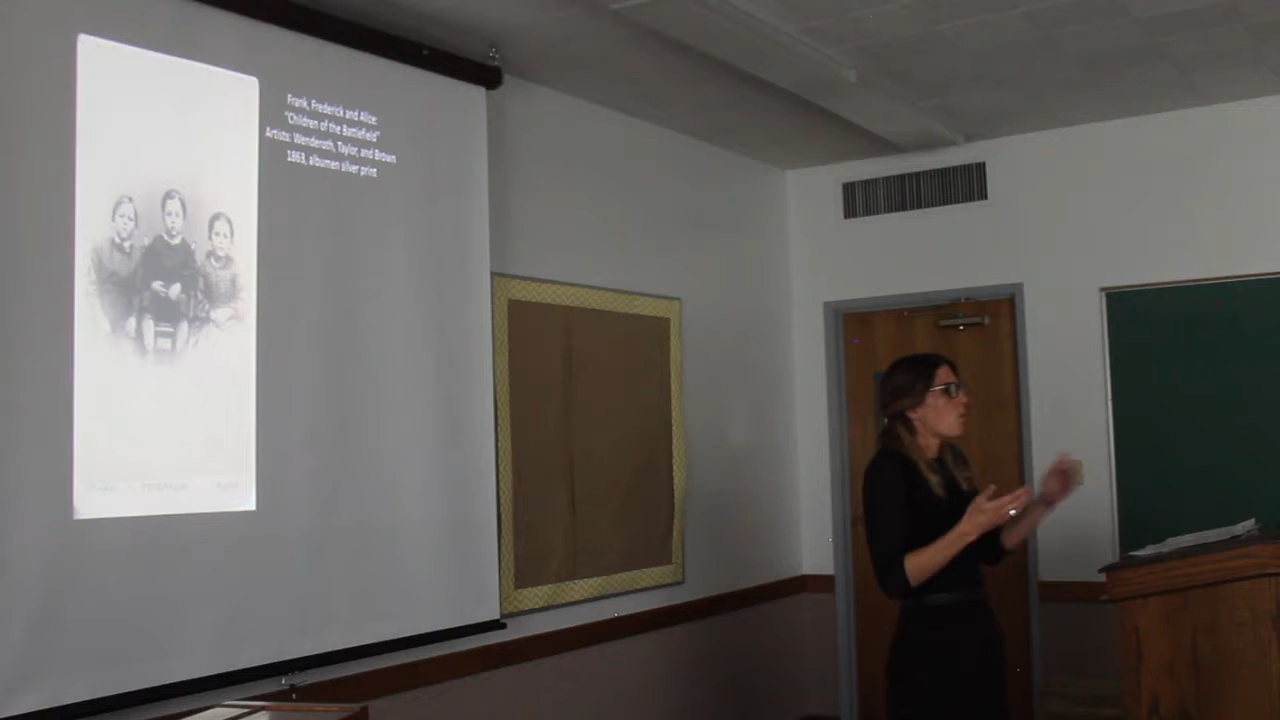 Frank, Frederick and Alice:
"Children of the Battlefield"
Artists: Wenderoth, Taylor, and Brown
1863, albumen silver print